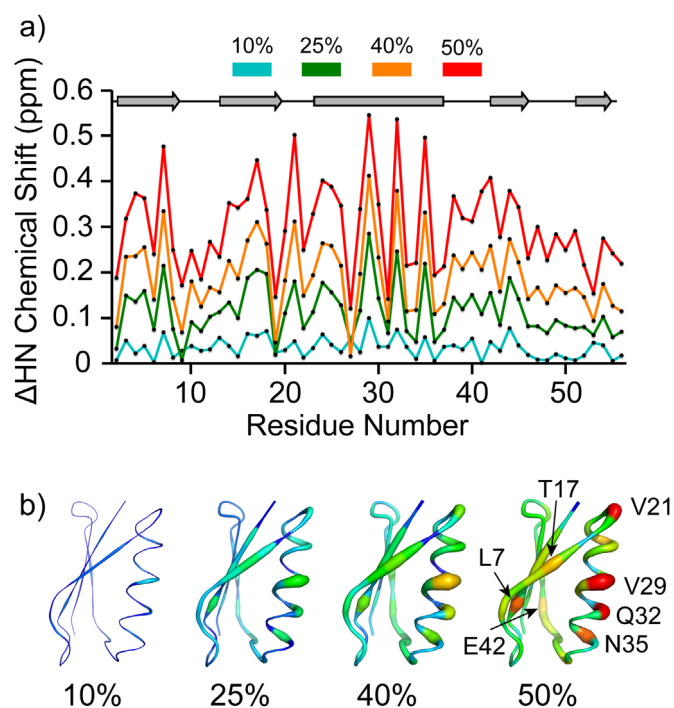 a)
10% 25% 40% 50%
0.6
0.5
0.4
0.3
0.2
0.1
0
ΔHN Chemical Shift (ppm)
10 20 30 40 50
Residue Number
b)
T17
V21
L7
V29
Q32
E42
N35
10% 25% 40% 50%